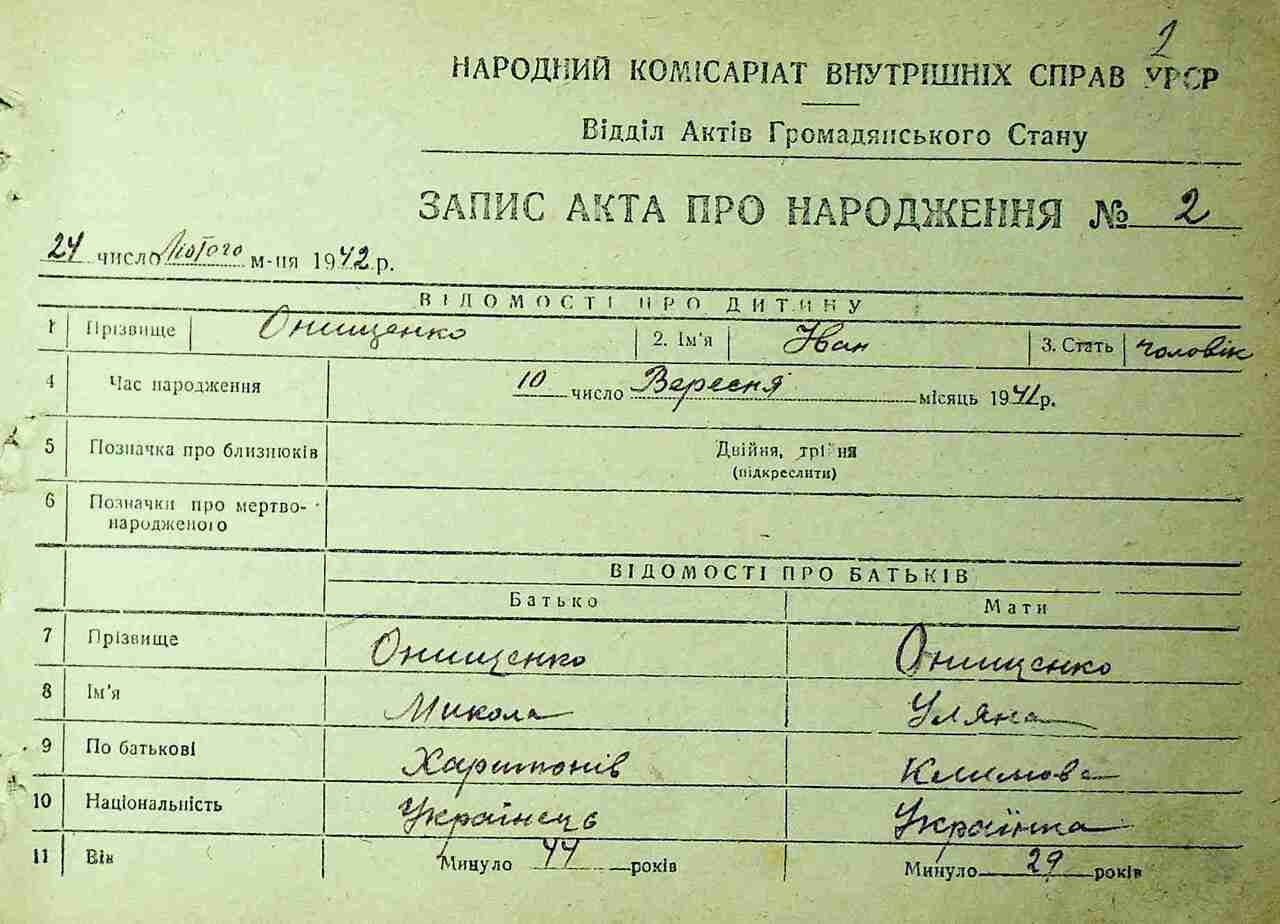 1
НАРОДНИЙ КОМІСАРІАТ ВНУТРІШНІХ СПРАВ УРСР
Відділ Актів Громадянського Стану
ЗАПИС АКТА ПРО НАРОДЖЕННЯ № 2
24 число Лютого м-ця 1942 р.
ВІДОМОСТІ ПРО ДИТИНУ
1 Прізвище Онищенко 2. Ім'я Іван 3. Стать чоловік
4 Час народження 10 число Вересня місяць 1941 р.
5 Позначка про близнюків Двійня, трійня
(підкреслити)
6 Позначки про мертво-
народженого
ВІДОМОСТІ ПРО БАТЬКІВ
Батько Мати
7 Прізвище Онищенко Онищенко
8 Ім'я Микола Уляна
9 По батькові Харитонів Климова
10 Національність Українець Українка
11 Вік Минуло 44 років Минуло 29 років